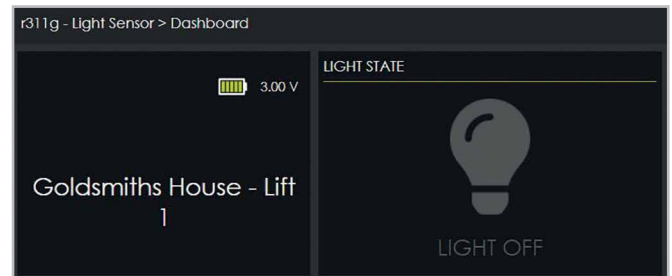 r311g - Light Sensor > Dashboard
3.00 V
Goldsmiths House - Lift
1
LIGHT STATE
LIGHT OFF